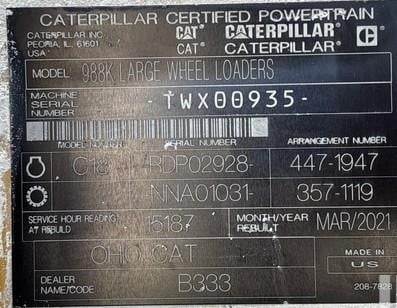 CATERPILLAR CERTIFIED POWERTRAIN
CATERPILLAR INC
PEORIA, IL 61601
USA
CAT CATERPILLAR C
CAT CATERPILLAR
MODEL 988K LARGE WHEEL LOADERS
MACHINE SERIAL NUMBER -TWX00935-
MODEL NUMBER SERIAL NUMBER ARRANGEMENT NUMBER
C18 -RDP02928- 447-1947
-NNA01031- 357-1119
SERVICE HOUR READING AT REBUILD 15187 MONTH/YEAR REBUILT MAR/2021
OHIO CAT
DEALER NAME/CODE B333
MADE IN US
208-7828